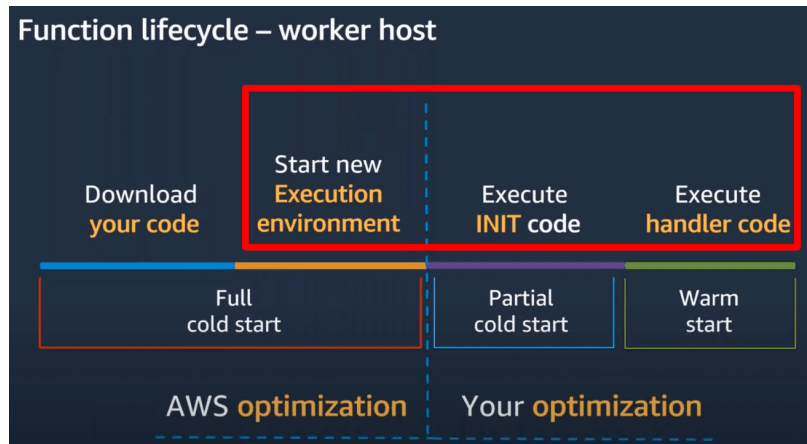 Function lifecycle – worker host
Download
your code
Start new
Execution
environment
Execute
INIT code
Execute
handler code
Full
cold start
Partial
cold start
Warm
start
AWS optimization
Your optimization